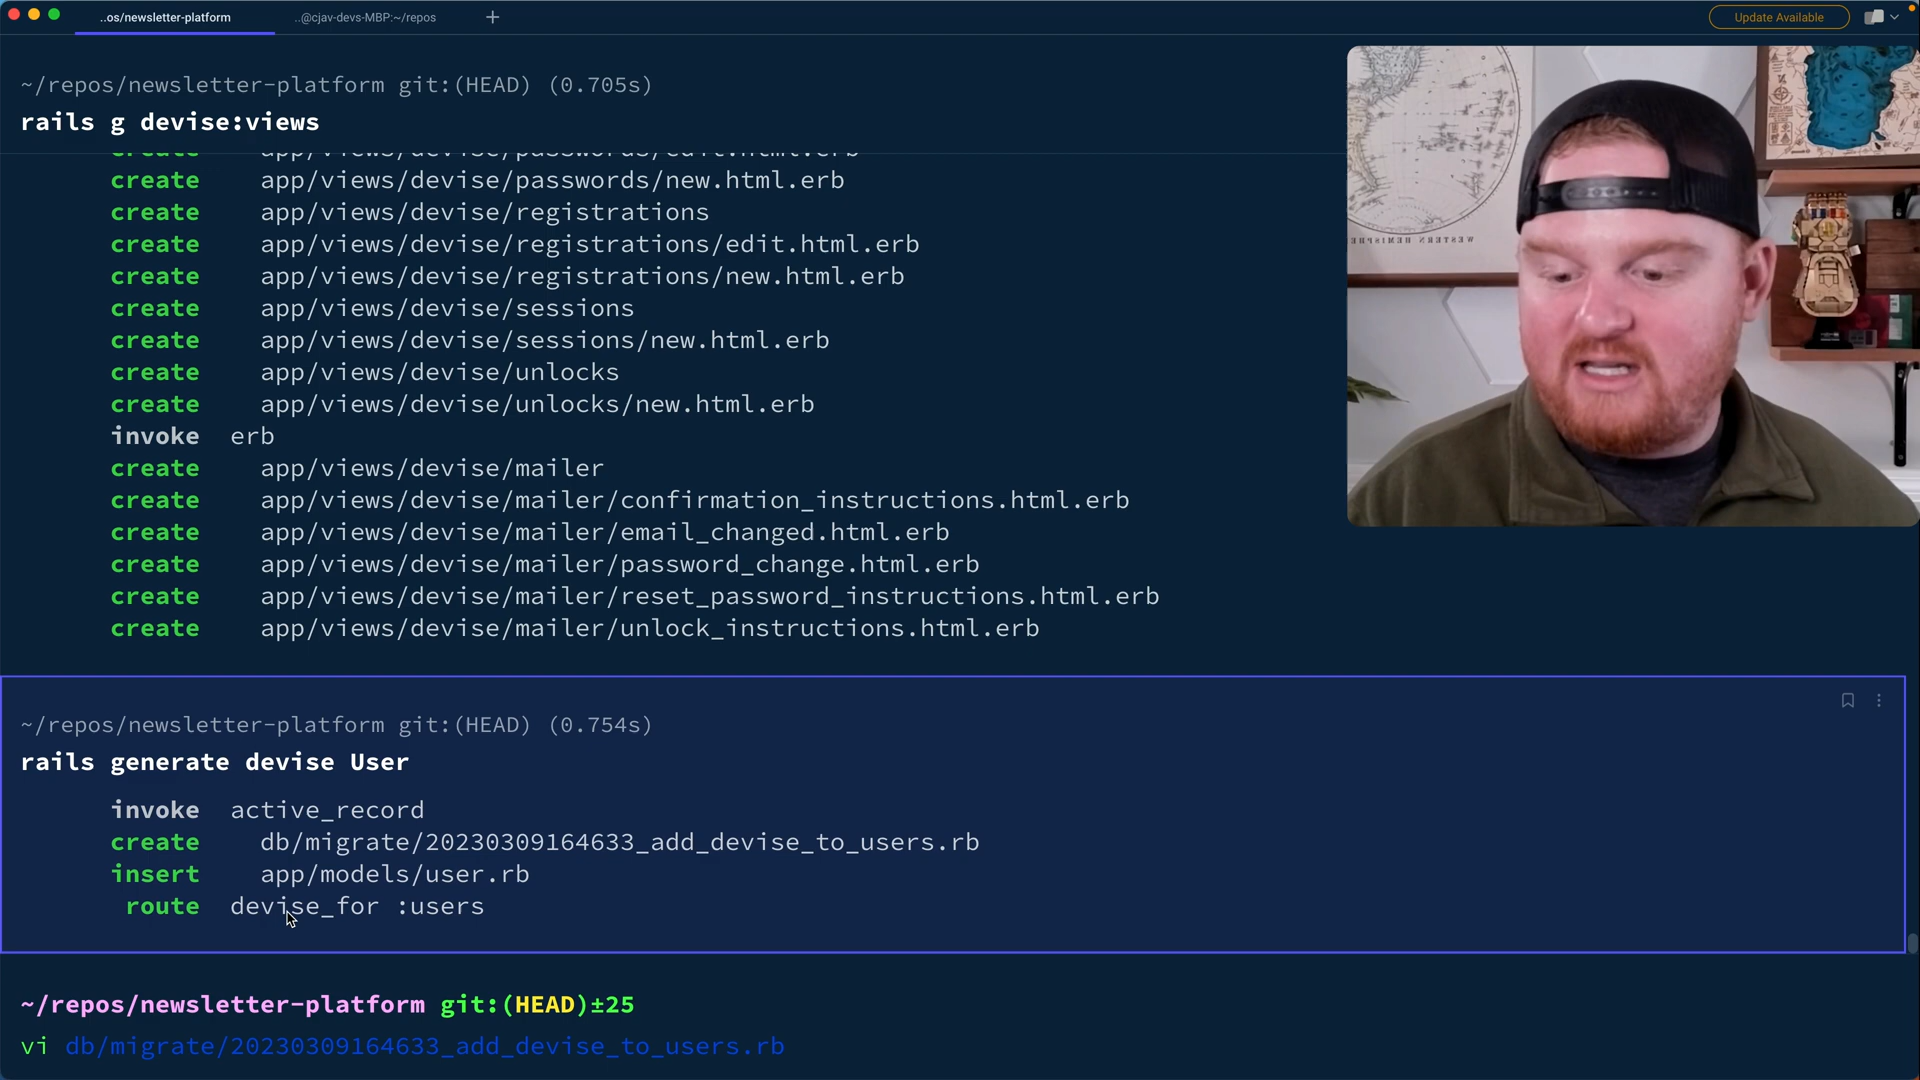 ..os/newsletter-platform
..@cjav-devs-MBP:~/repos
Update Available
~/repos/newsletter-platform git:(HEAD) (0.705s)
rails g devise:views
create app/views/devise/passwords/edit.html.erb
create app/views/devise/passwords/new.html.erb
create app/views/devise/registrations
create app/views/devise/registrations/edit.html.erb
create app/views/devise/registrations/new.html.erb
create app/views/devise/sessions
create app/views/devise/sessions/new.html.erb
create app/views/devise/unlocks
create app/views/devise/unlocks/new.html.erb
invoke erb
create app/views/devise/mailer
create app/views/devise/mailer/confirmation_instructions.html.erb
create app/views/devise/mailer/email_changed.html.erb
create app/views/devise/mailer/password_change.html.erb
create app/views/devise/mailer/reset_password_instructions.html.erb
create app/views/devise/mailer/unlock_instructions.html.erb
~/repos/newsletter-platform git:(HEAD) (0.754s)
rails generate devise User
invoke active_record
create db/migrate/20230309164633_add_devise_to_users.rb
insert app/models/user.rb
route devise_for :users
~/repos/newsletter-platform git:(HEAD)±25
vi db/migrate/20230309164633_add_devise_to_users.rb